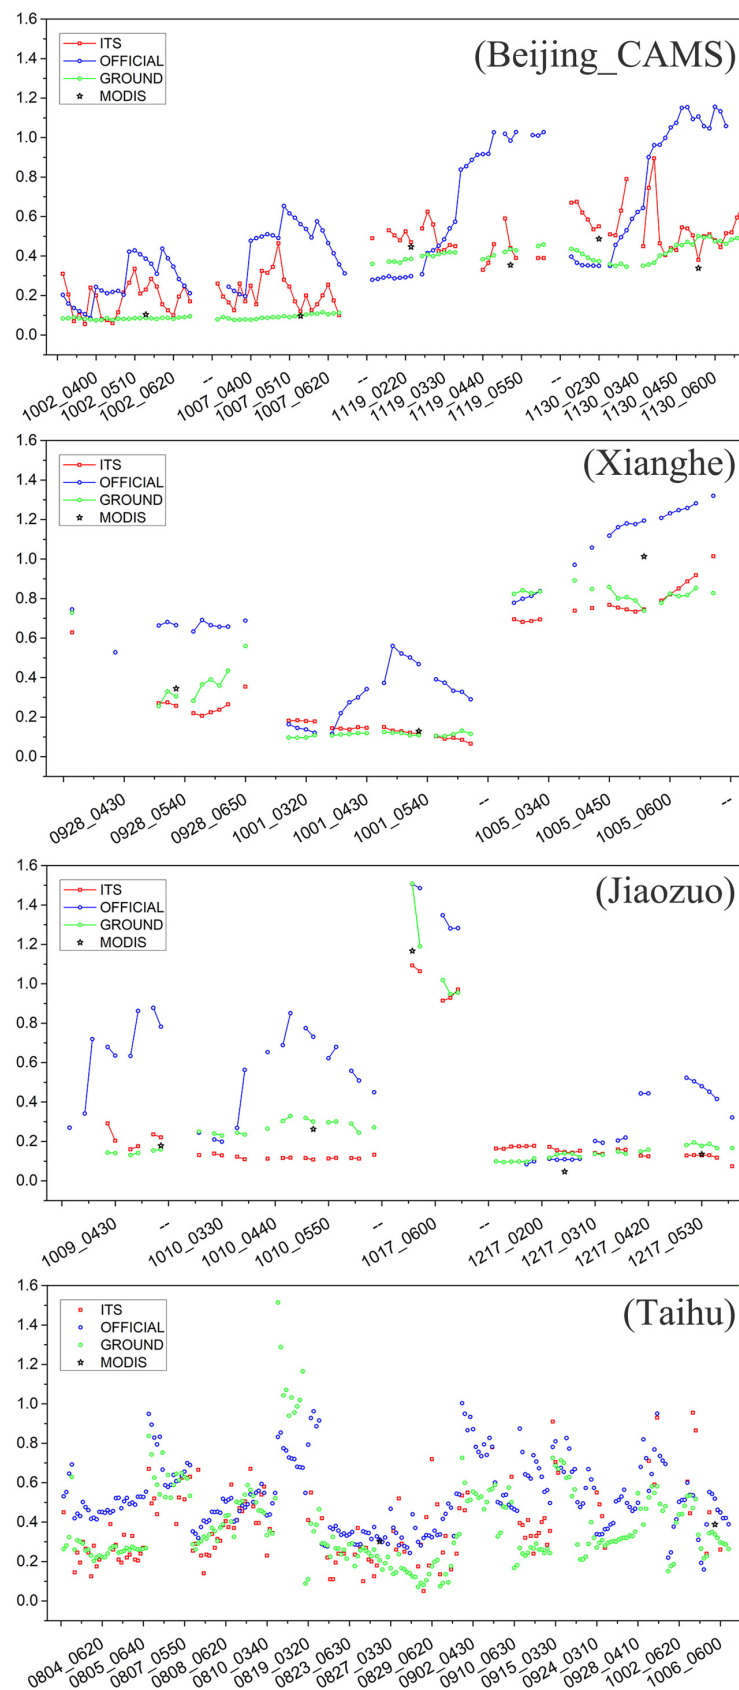 1.6
(Beijing_CAMS)
ITS
OFFICIAL
GROUND
MODIS
1.4
1.2
1.0
0.8
0.6
0.4
0.2
0.0
1002_0400 1002_0510 1002_0620 -- 1007_0400 1007_0510 1007_0620 -- 1119_0220 1119_0330 1119_0440 1119_0550 -- 1130_0230 1130_0340 1130_0450 1130_0600
1.6
(Xianghe)
ITS
OFFICIAL
GROUND
MODIS
1.4
1.2
1.0
0.8
0.6
0.4
0.2
0.0
0928_0430 0928_0540 0928_0650 1001_0320 1001_0430 1001_0540 -- 1005_0340 1005_0450 1005_0600 --
1.6
(Jiaozuo)
ITS
OFFICIAL
GROUND
MODIS
1.4
1.2
1.0
0.8
0.6
0.4
0.2
0.0
1009_0430 -- 1010_0330 1010_0440 1010_0550 -- 1017_0600 -- 1217_0200 1217_0310 1217_0420 1217_0530
1.6
(Taihu)
ITS
OFFICIAL
GROUND
MODIS
1.4
1.2
1.0
0.8
0.6
0.4
0.2
0.0
0804_0620 0805_0640 0807_0550 0808_0620 0810_0340 0819_0320 0823_0630 0827_0330 0829_0620 0902_0430 0910_0630 0915_0330 0924_0310 0928_0410 1002_0620 1006_0600